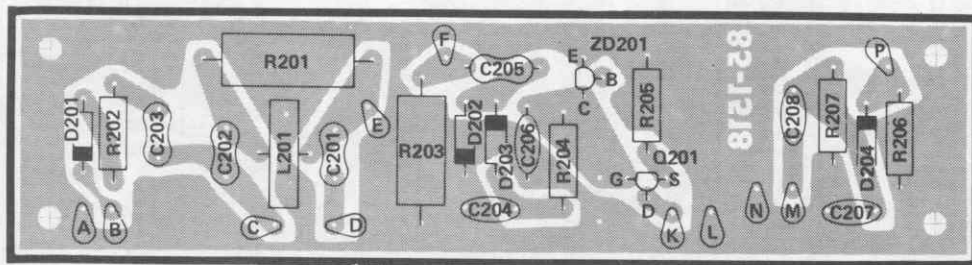 D201
R202
C203
A
B
R201
C202
L201
C201
C
D
E
F
R203
D202
C205
D203
C206
R204
C204
E
ZD201
B
C
R205
Q201
G
S
D
K
L
85-1518
N
M
C208
R207
D204
P
R206
C207